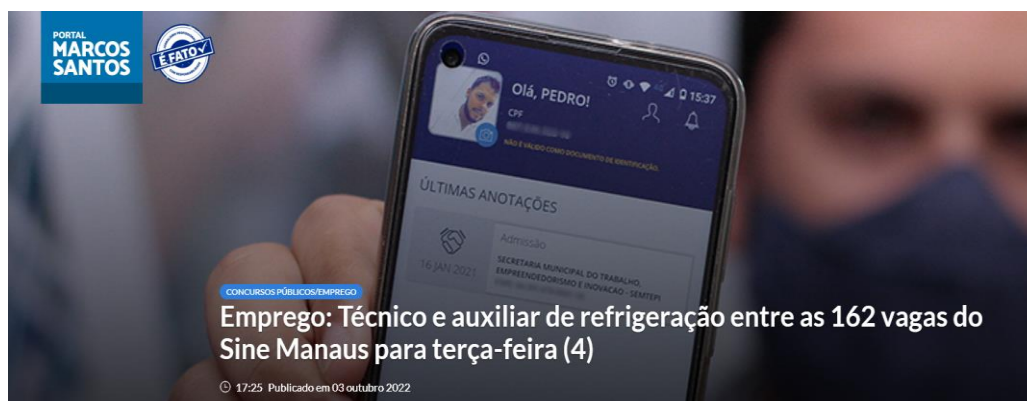 PORTAL
MARCOS
SANTOS
É FATO
Olá, PEDRO!
15:37
CPF
NÃO É VÁLIDO COMO DOCUMENTO DE IDENTIFICAÇÃO.
ÚLTIMAS ANOTAÇÕES
Admissão
16 JAN 2021
SECRETARIA MUNICIPAL DO TRABALHO,
EMPREENDEDORISMO E INOVACAO - SEMTEPI
CONCURSOS PÚBLICOS/EMPREGO
Emprego: Técnico e auxiliar de refrigeração entre as 162 vagas do
Sine Manaus para terça-feira (4)
17:25 Publicado em 03 outubro 2022